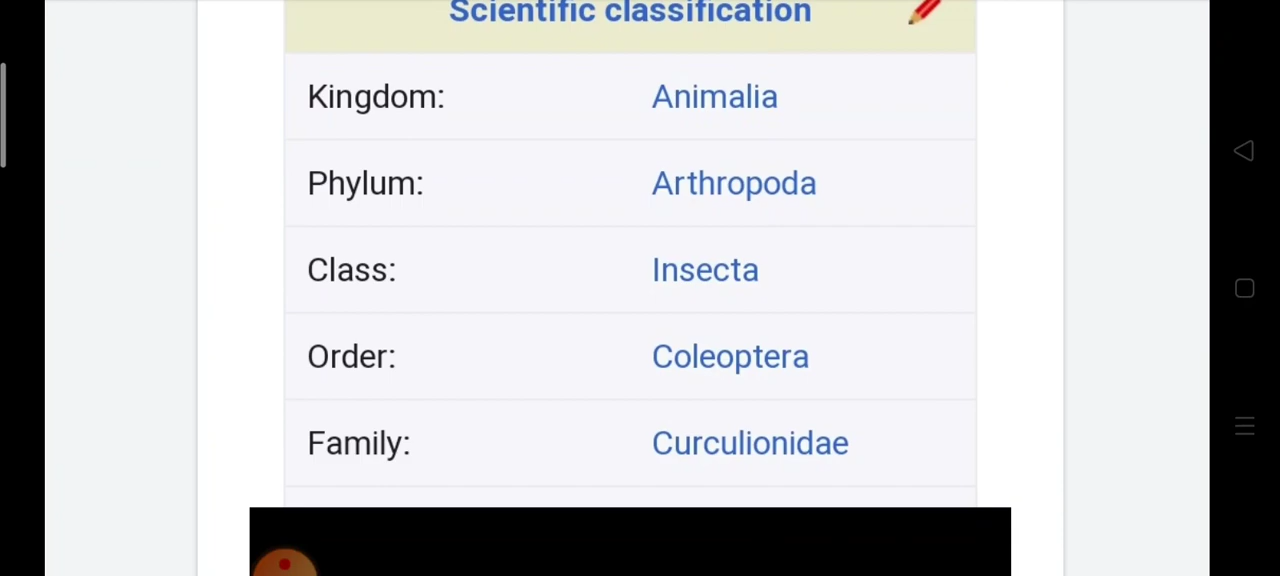 Scientific classification
Kingdom: Animalia
Phylum: Arthropoda
Class: Insecta
Order: Coleoptera
Family: Curculionidae